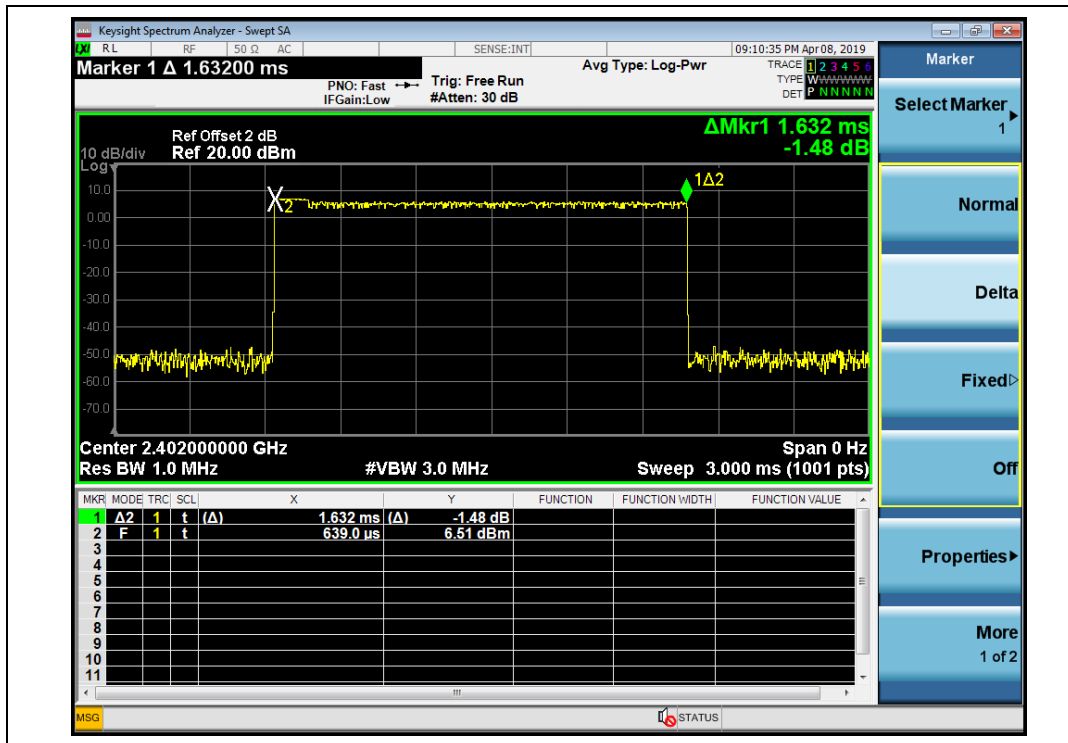 Keysight Spectrum Analyzer - Swept SA
LXI RL RF 50 Ω AC SENSE:INT 09:10:35 PM Apr 08, 2019
Marker 1 Δ 1.63200 ms
PNO: Fast
IFGain:Low
Trig: Free Run
#Atten: 30 dB
Avg Type: Log-Pwr
TRACE 1 2 3 4 5 6
TYPE WWWWWW
DET P N N N N N
ΔMkr1 1.632 ms
-1.48 dB
Ref Offset 2 dB
10 dB/div Ref 20.00 dBm
Log
10.0
0.00
-10.0
-20.0
-30.0
-40.0
-50.0
-60.0
-70.0
X2
1Δ2
Center 2.402000000 GHz Span 0 Hz
Res BW 1.0 MHz #VBW 3.0 MHz Sweep 3.000 ms (1001 pts)
MKR MODE TRC SCL X Y FUNCTION FUNCTION WIDTH FUNCTION VALUE
1 Δ2 1 t (Δ) 1.632 ms (Δ) -1.48 dB
2 F 1 t 639.0 µs 6.51 dBm
3
4
5
6
7
8
9
10
11
MSG STATUS
Marker
Select Marker
1
Normal
Delta
Fixed
Off
Properties
More
1 of 2